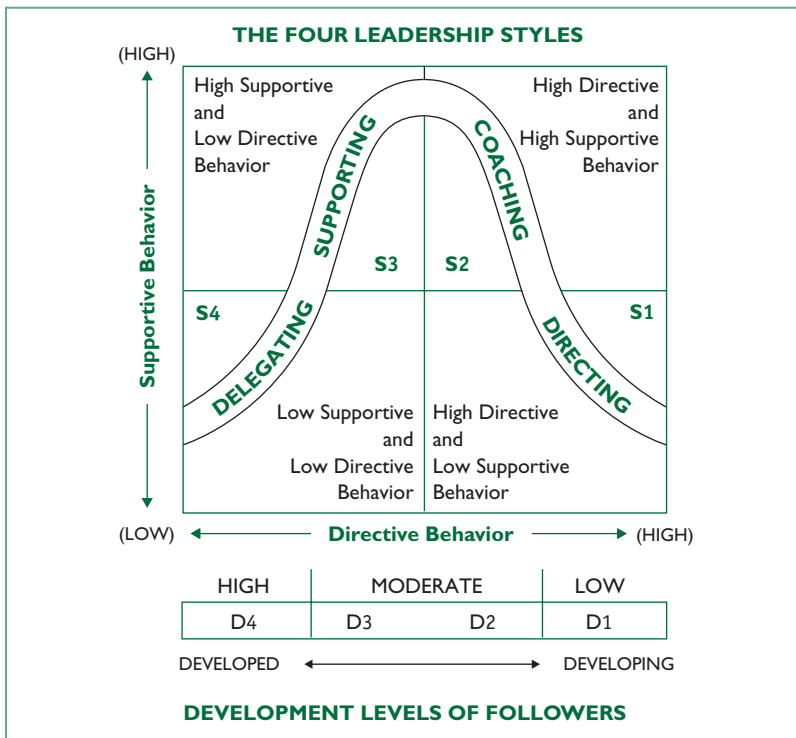 THE FOUR LEADERSHIP STYLES
(HIGH)
High Supportive
and
Low Directive
Behavior
High Directive
and
High Supportive
Behavior
SUPPORTING
COACHING
Supportive Behavior
S3
S2
S4
S1
DELEGATING
DIRECTING
Low Supportive
and
Low Directive
Behavior
High Directive
and
Low Supportive
Behavior
(LOW)
Directive Behavior
(HIGH)
HIGH MODERATE LOW
D4 D3 D2 D1
DEVELOPED DEVELOPING
DEVELOPMENT LEVELS OF FOLLOWERS